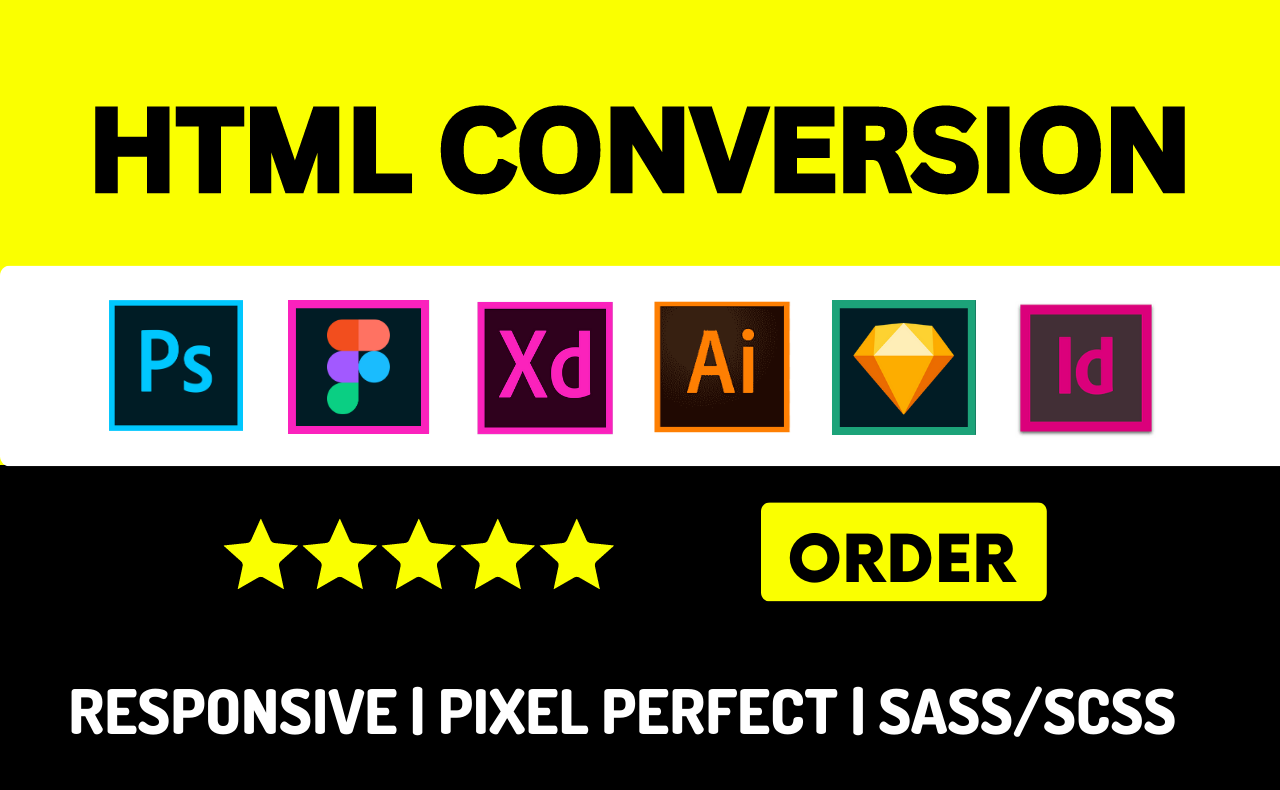 HTML CONVERSION
Ps Xd Ai Id
ORDER
RESPONSIVE | PIXEL PERFECT | SASS/SCSS